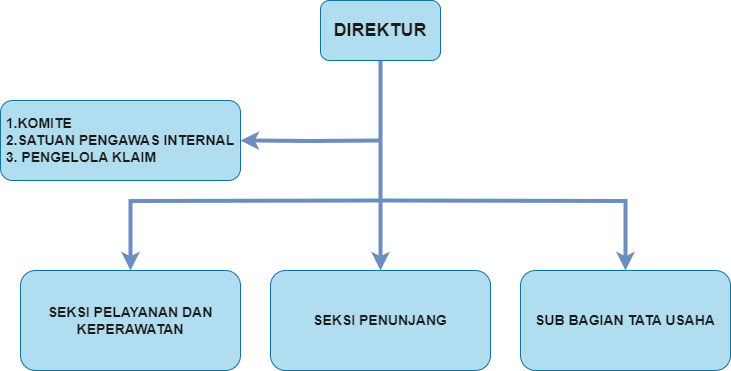 DIREKTUR
1.KOMITE
2.SATUAN PENGAWAS INTERNAL
3. PENGELOLA KLAIM
SEKSI PELAYANAN DAN
KEPERAWATAN
SEKSI PENUNJANG
SUB BAGIAN TATA USAHA